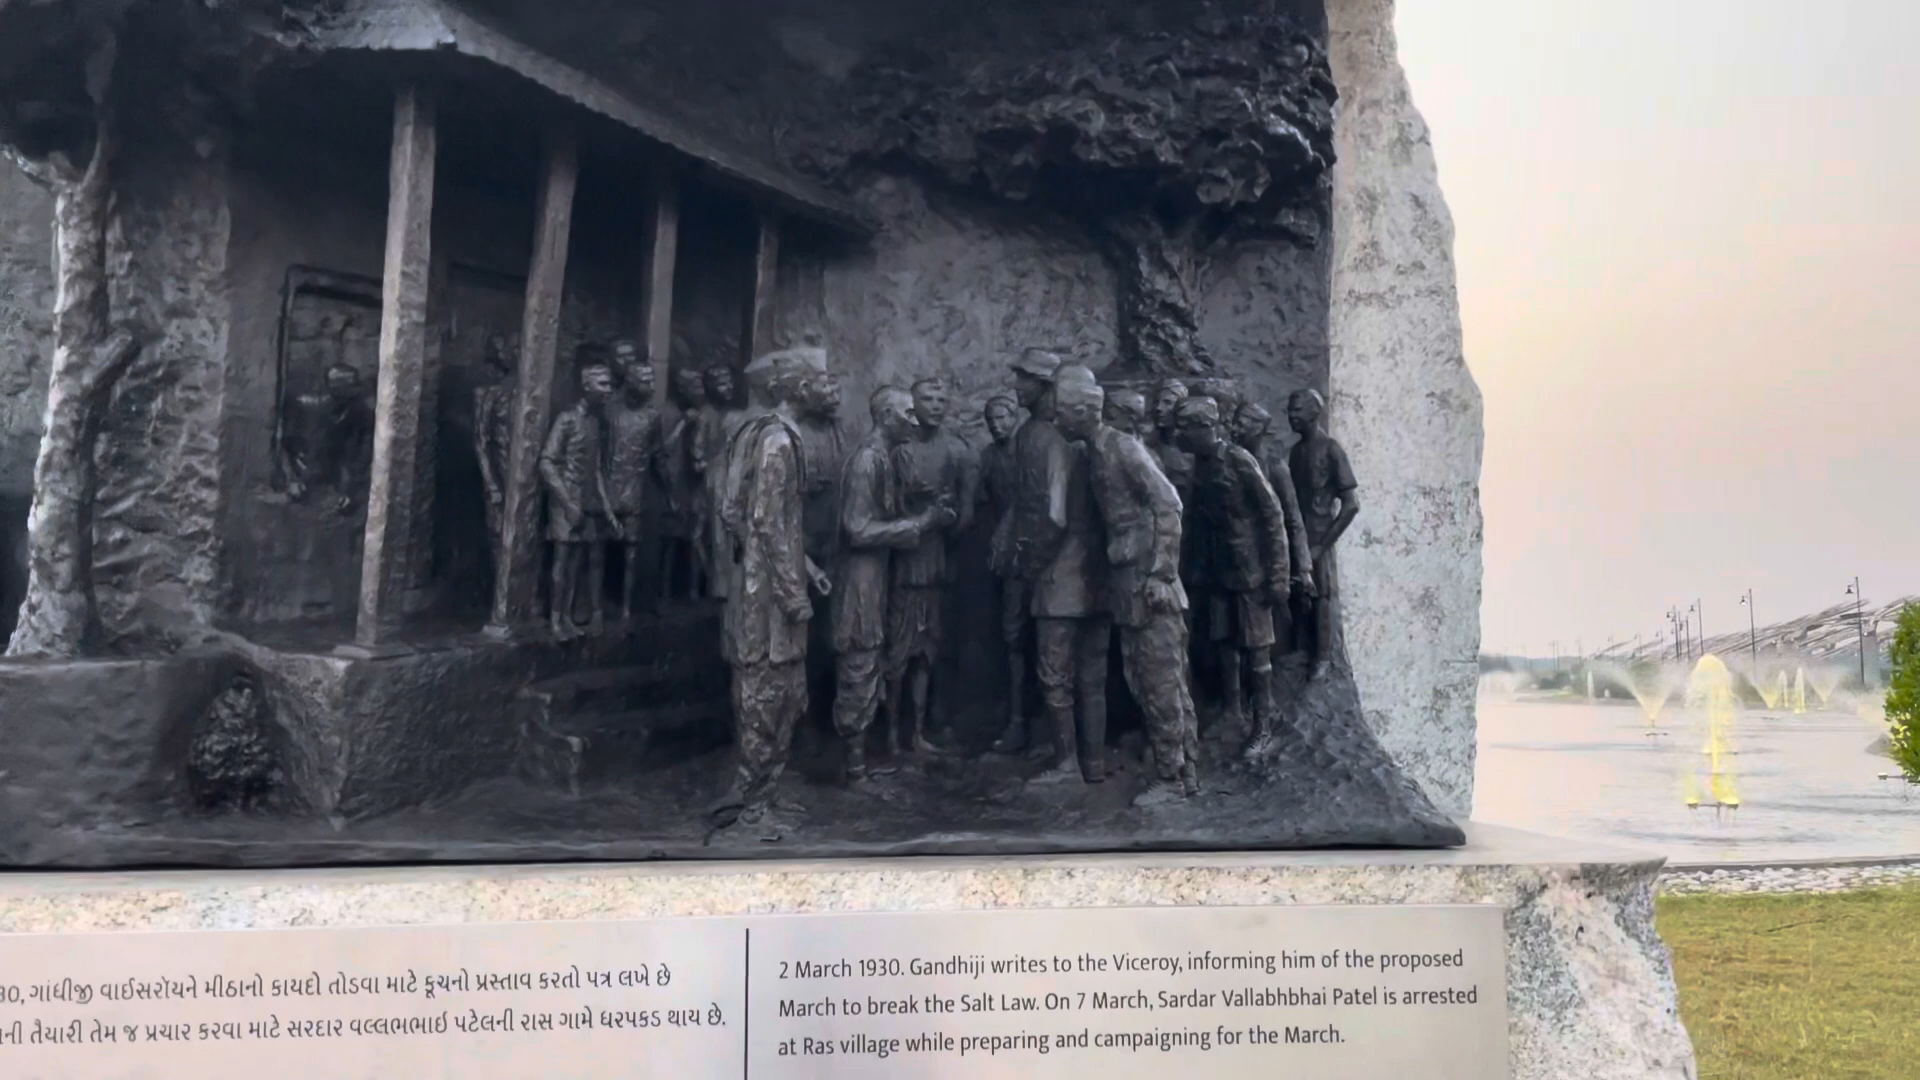 30, ગાંધીજી વાઈસરૉયને મીઠાનો કાયદો તોડવા માટે કૂચનો પ્રસ્તાવ કરતો પત્ર લખે છે
ની તૈયારી તેમ જ પ્રચાર કરવા માટે સરદાર વલ્લભભાઈ પટેલની રાસ ગામે ધરપકડ થાય છે.
2 March 1930. Gandhiji writes to the Viceroy, informing him of the proposed
March to break the Salt Law. On 7 March, Sardar Vallabhbhai Patel is arrested
at Ras village while preparing and campaigning for the March.